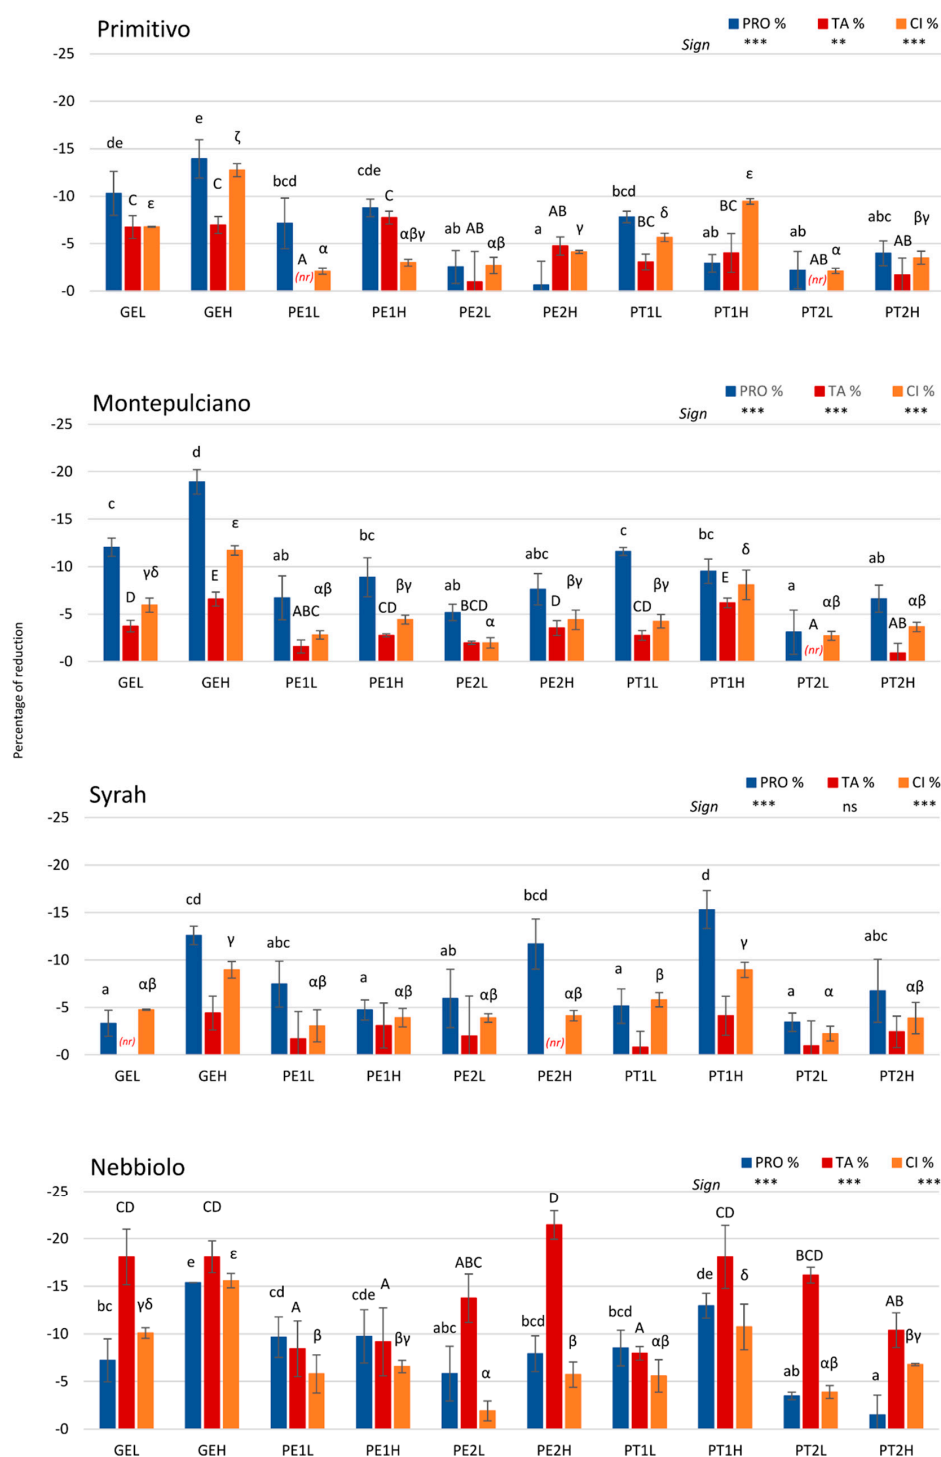 Primitivo
PRO % TA % CI %
Sign *** ** ***
-25
-20
-15
-10
-5
-0
de C ε
e C ζ
bcd A α
(nr)
cde C αβγ
ab AB αβ
a AB γ
bcd BC δ
ab BC ε
ab AB α
(nr)
abc AB βγ
GEL GEH PE1L PE1H PE2L PE2H PT1L PT1H PT2L PT2H
Percentage of reduction
Montepulciano
PRO % TA % CI %
Sign *** *** ***
-25
-20
-15
-10
-5
-0
c D γδ
d E ε
ab ABC αβ
bc CD βγ
ab BCD α
abc D βγ
c CD βγ
bc E δ
a A αβ
(nr)
ab AB αβ
GEL GEH PE1L PE1H PE2L PE2H PT1L PT1H PT2L PT2H
Syrah
PRO % TA % CI %
Sign *** ns ***
-25
-20
-15
-10
-5
-0
a αβ
(nr)
cd γ
abc αβ
a αβ
ab αβ
bcd αβ
(nr)
a β
d γ
a α
abc αβ
GEL GEH PE1L PE1H PE2L PE2H PT1L PT1H PT2L PT2H
Nebbiolo
PRO % TA % CI %
Sign *** *** ***
-25
-20
-15
-10
-5
-0
bc CD γδ
e CD ε
cd A β
cde A βγ
abc ABC α
bcd D β
bcd A αβ
de CD δ
ab BCD αβ
a AB βγ
GEL GEH PE1L PE1H PE2L PE2H PT1L PT1H PT2L PT2H